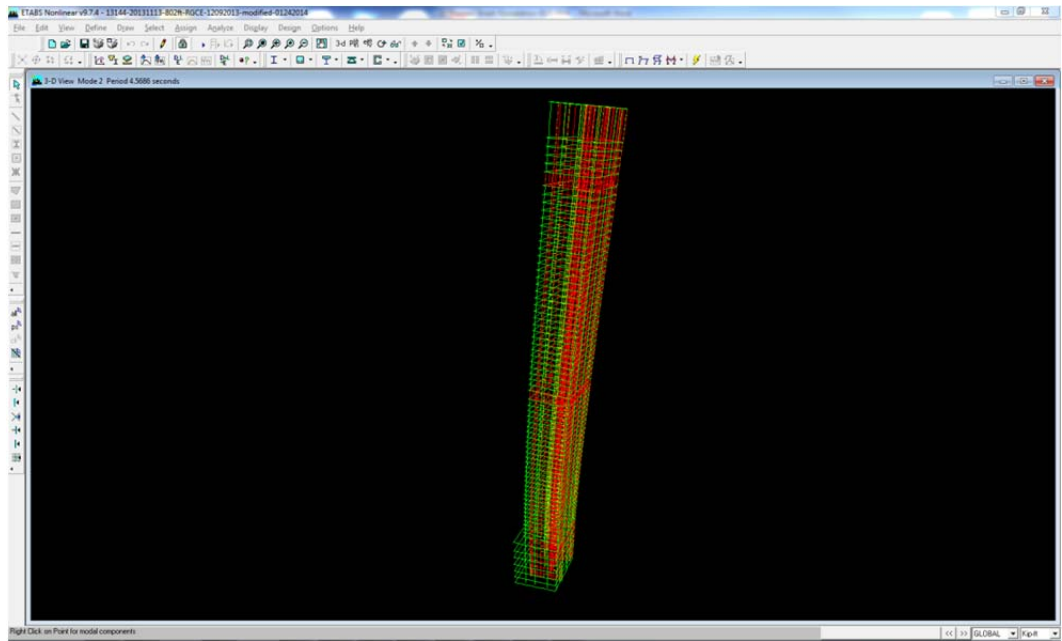 ETABS Nonlinear v9.7.4 - 13144-20131113-802ft-RGCE-12092013-modified-01242014
File Edit View Define Draw Select Assign Analyze Display Design Options Help
3-d
3-D View Mode 2 Period 4.5686 seconds
Right Click on Point for modal components
<< >> GLOBAL Kip-ft